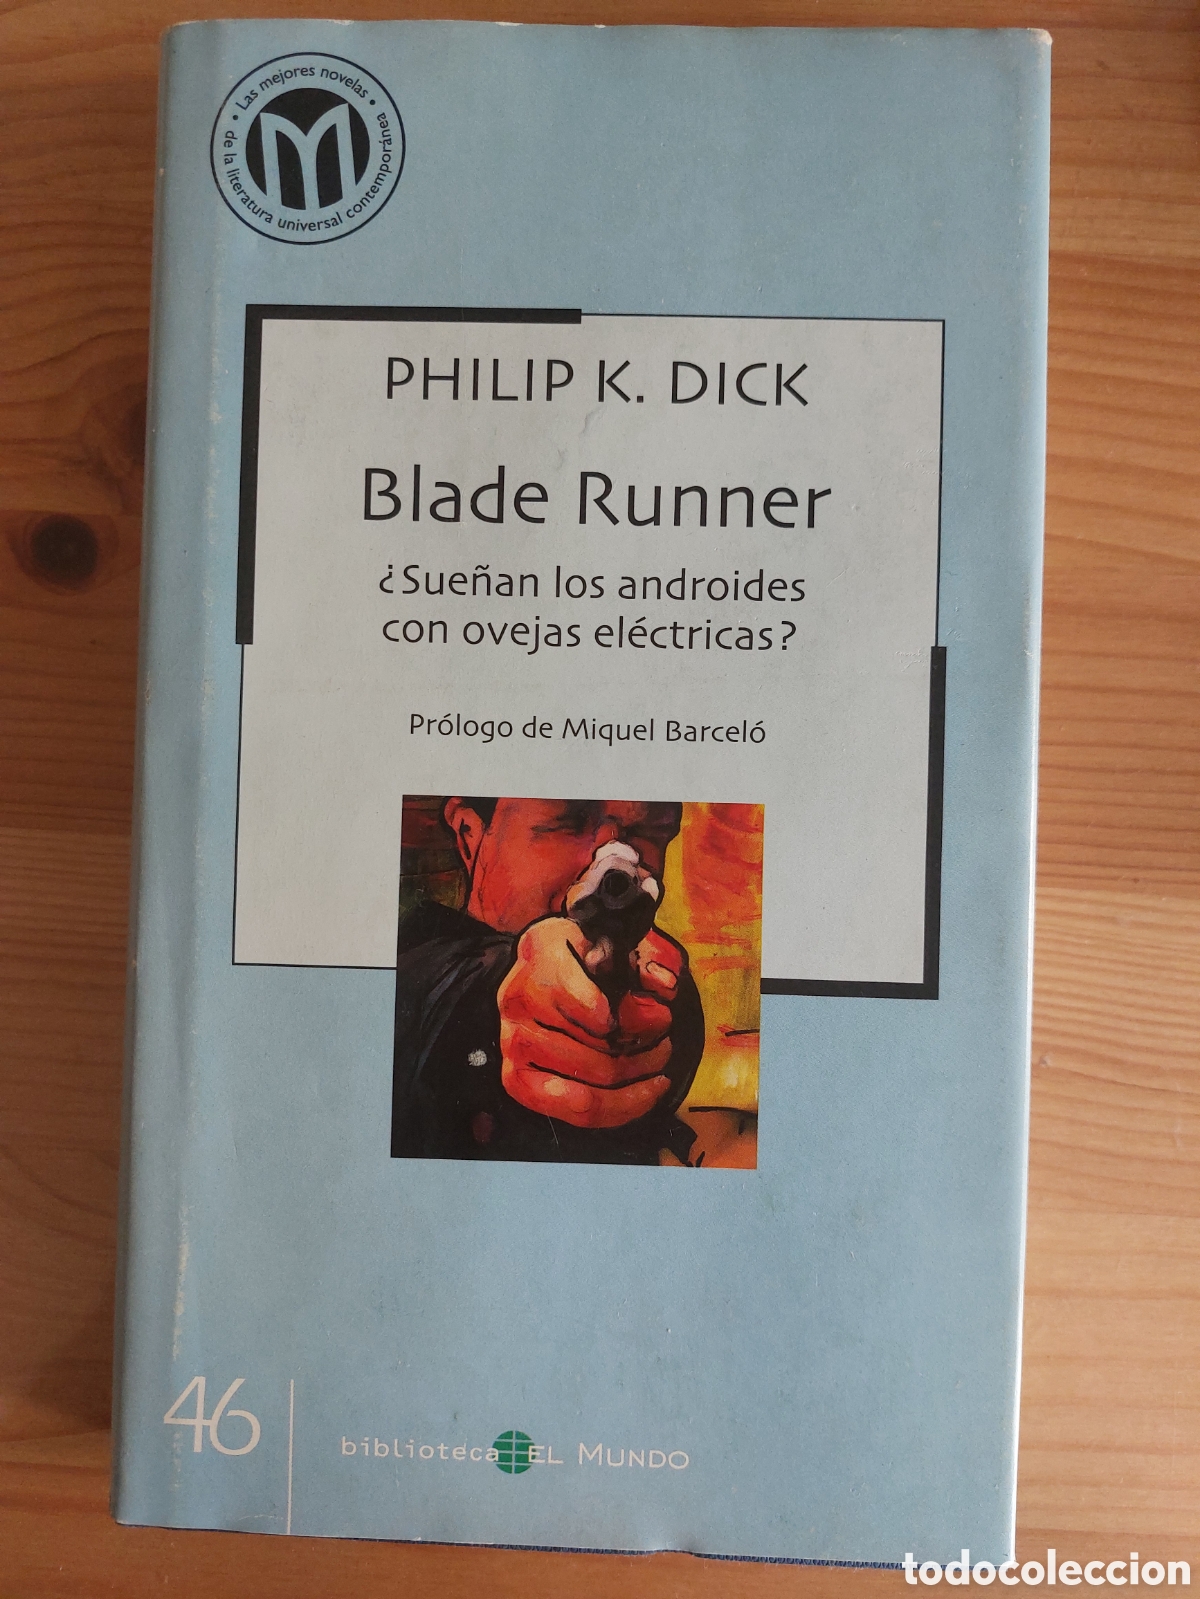 • Las mejores novelas •
de la literatura universal contemporánea
M
PHILIP K. DICK
Blade Runner
¿Sueñan los androides
con ovejas eléctricas?
Prólogo de Miquel Barceló
46
biblioteca EL MUNDO
todocoleccion